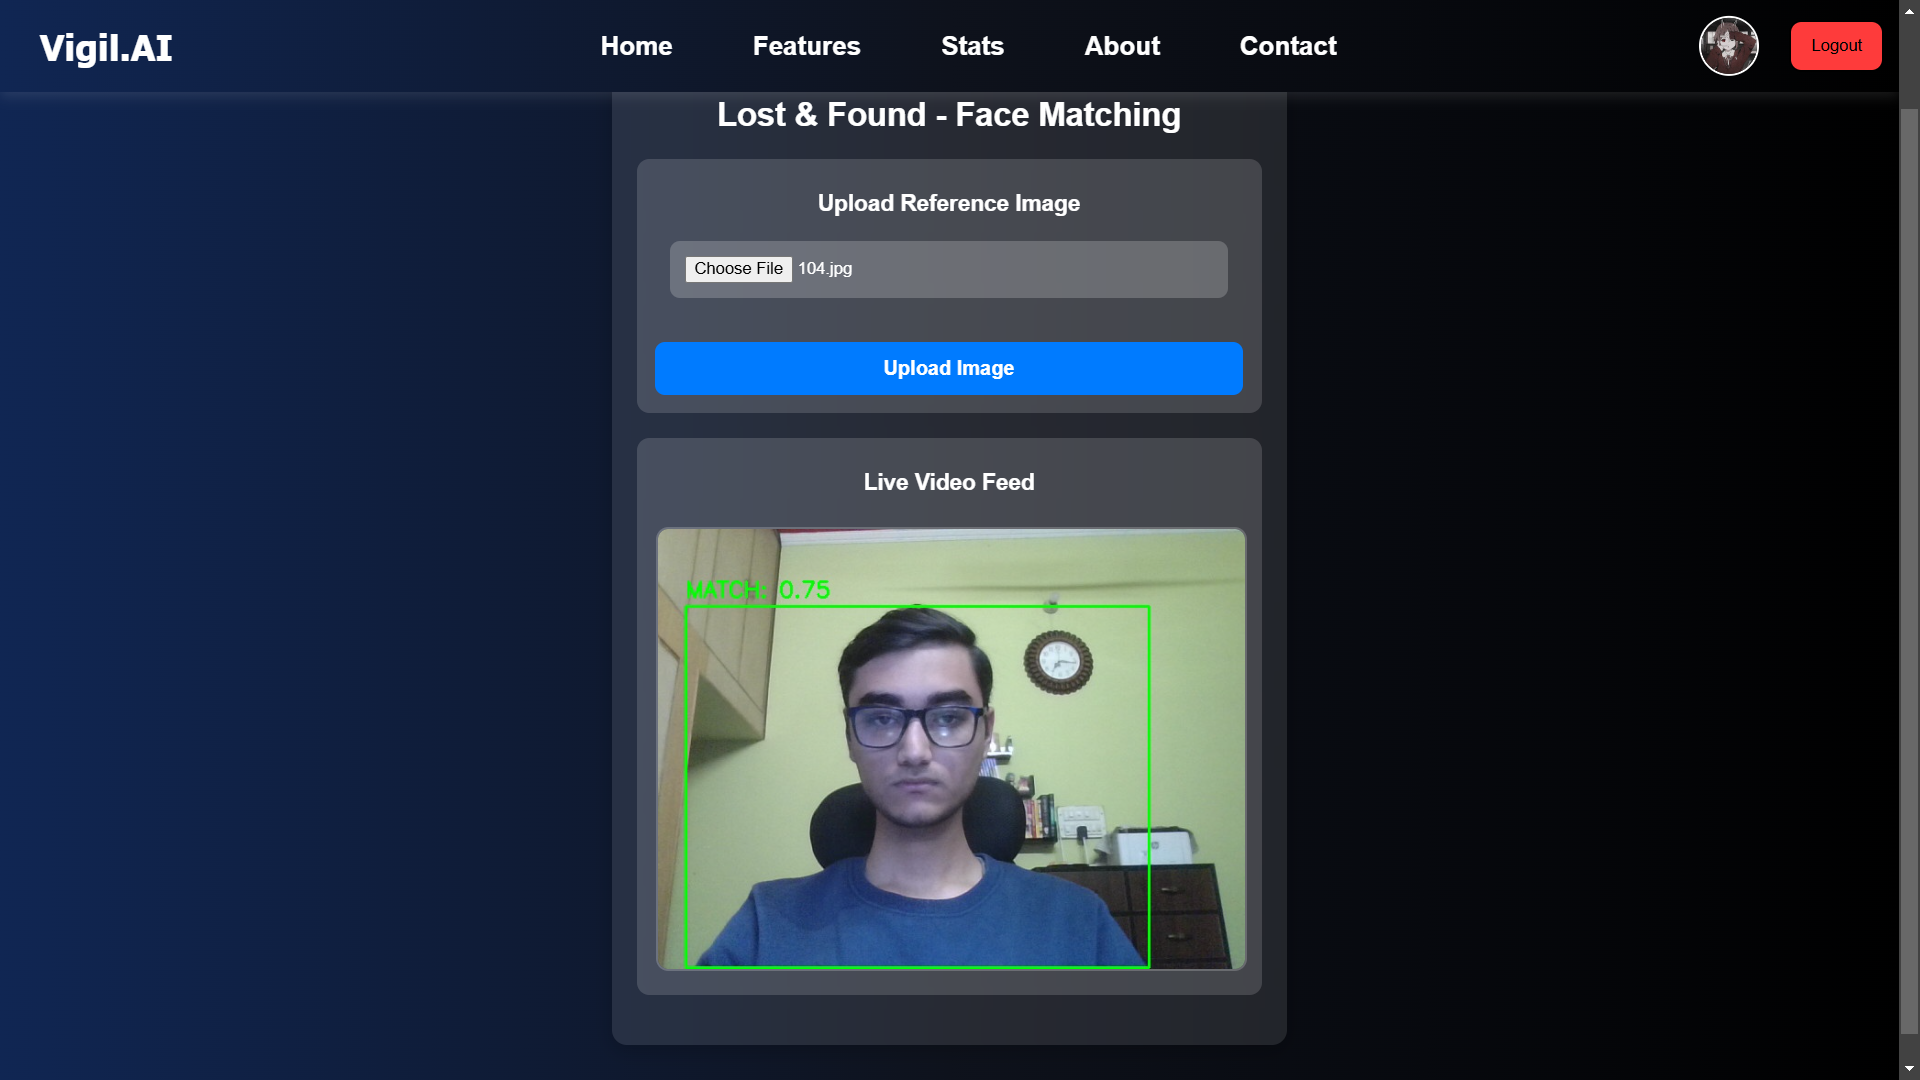 Vigil.AI
Home Features Stats About Contact
Logout
Lost & Found - Face Matching
Upload Reference Image
Choose File 104.jpg
Upload Image
Live Video Feed
MATCH: 0.75